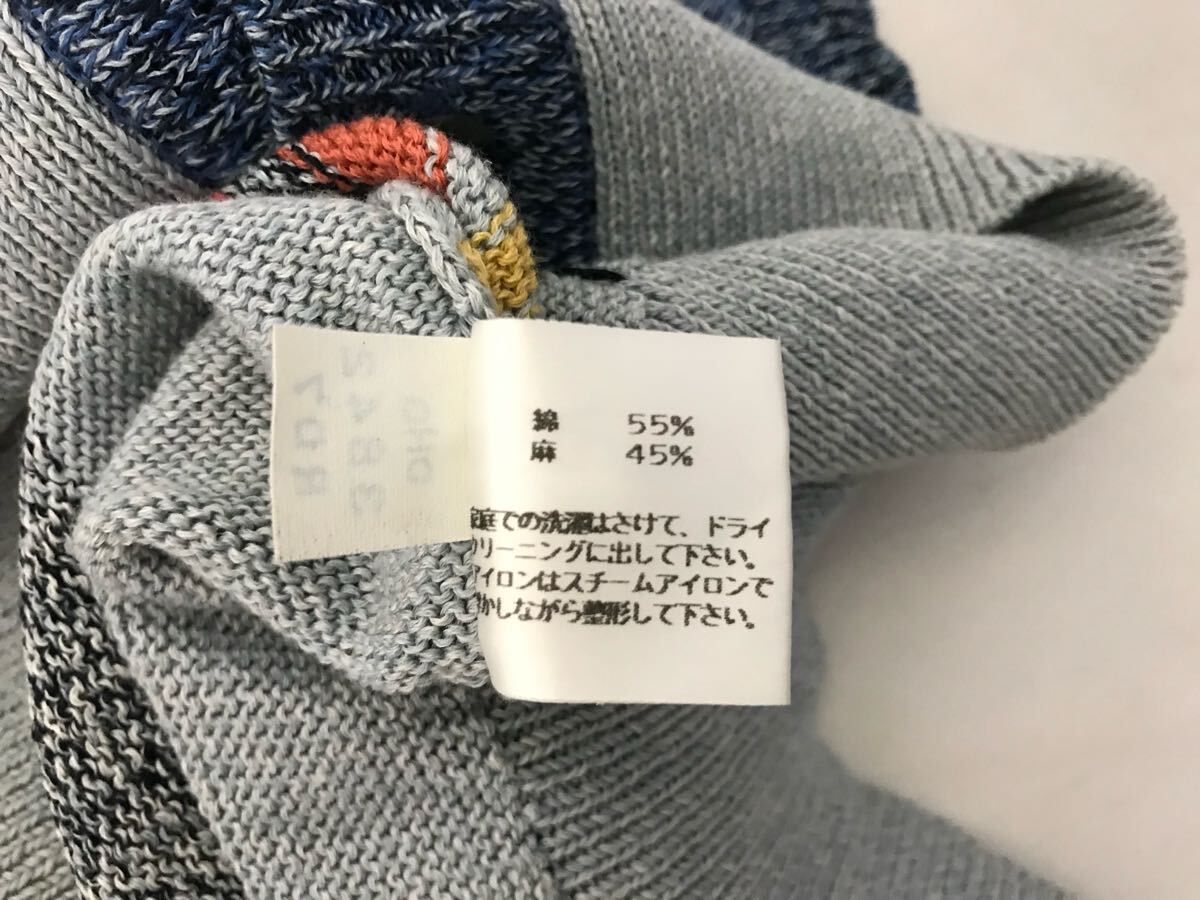 綿 55%
麻 45%
家庭での洗濯はさけて、ドライ
クリーニングに出して下さい。
アイロンはスチームアイロンで
しながら整形して下さい。